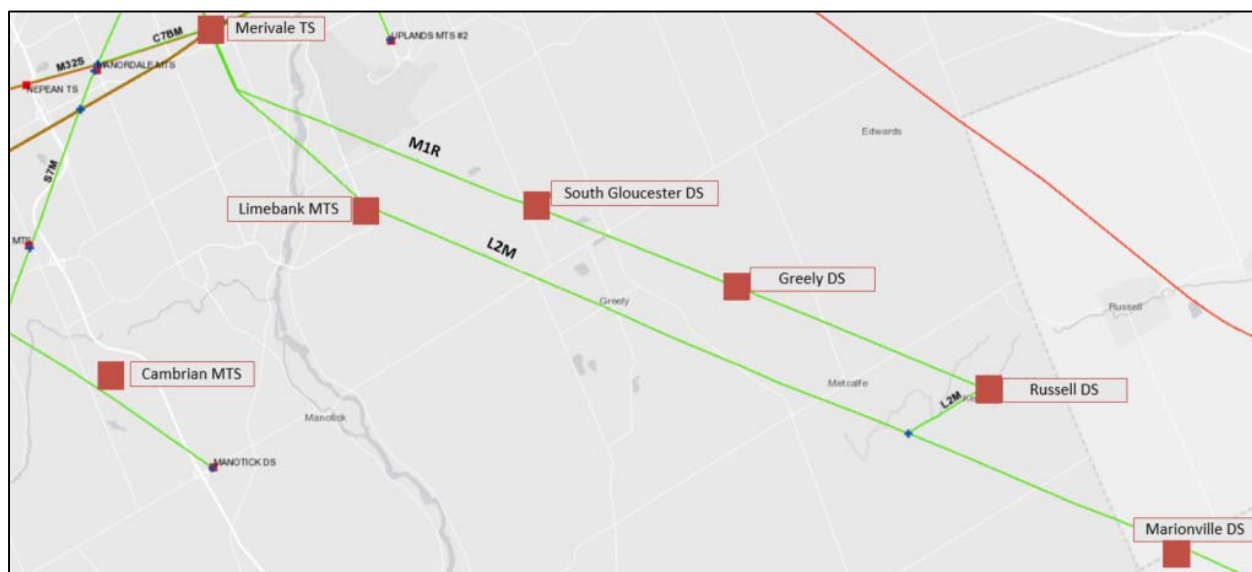 Merivale TS
C7BM
UPLANDS MTS #2
M32S
MANORDALE MTS
NEPEAN TS
Edwards
M1R
S7M
South Gloucester DS
Limebank MTS
MTS
L2M
Greely DS
Greely
Russell
Cambrian MTS
Metcalfe
L2M
Russell DS
Manotick
MANOTICK DS
Marionville DS